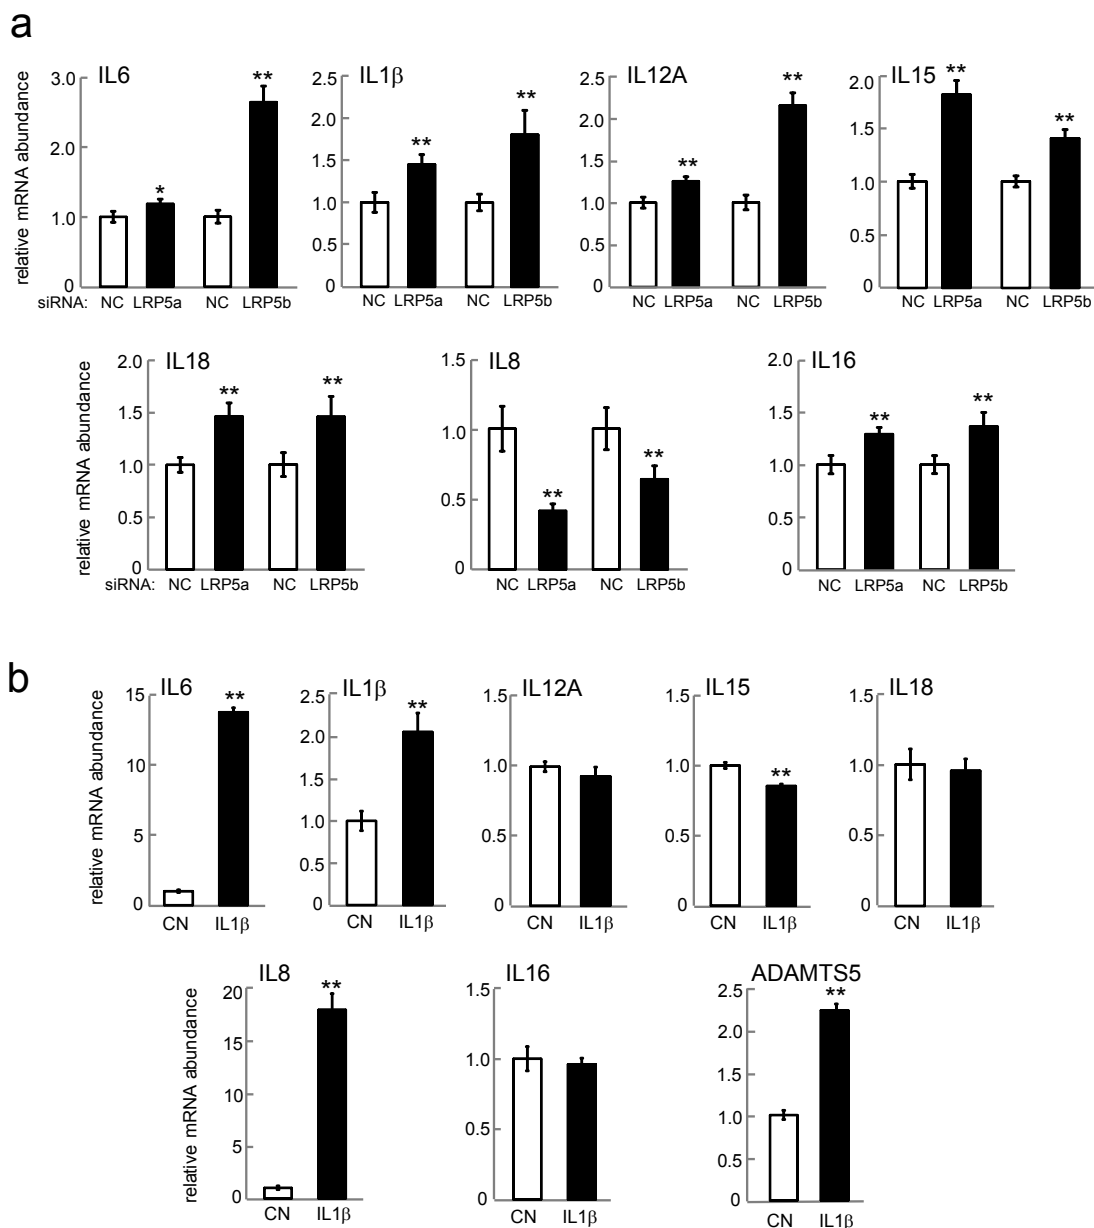 a
IL6
IL1β
IL12A
IL15
relative mRNA abundance
3.0
2.0
1.0
0
**
*
2.5
2.0
1.5
1.0
0.5
0
**
**
2.5
2.0
1.5
1.0
0.5
0
**
**
2.0
1.5
1.0
0.5
0
**
**
siRNA: NC LRP5a NC LRP5b
NC LRP5a NC LRP5b
NC LRP5a NC LRP5b
NC LRP5a NC LRP5b
IL18
IL8
IL16
relative mRNA abundance
2.0
1.5
1.0
0.5
0
**
**
1.5
1.0
0.5
0
**
**
2.0
1.5
1.0
0.5
0
**
**
siRNA: NC LRP5a NC LRP5b
NC LRP5a NC LRP5b
NC LRP5a NC LRP5b
b
IL6
IL1β
IL12A
IL15
IL18
relative mRNA abundance
15
10
5
0
**
2.5
2.0
1.5
1.0
0.5
0
**
1.5
1.0
0.5
0
1.5
1.0
0.5
0
**
1.5
1.0
0.5
0
CN IL1β
CN IL1β
CN IL1β
CN IL1β
CN IL1β
IL8
IL16
ADAMTS5
relative mRNA abundance
20
15
10
5
0
**
1.5
1.0
0.5
0
2.5
2.0
1.5
1.0
0.5
0
**
CN IL1β
CN IL1β
CN IL1β